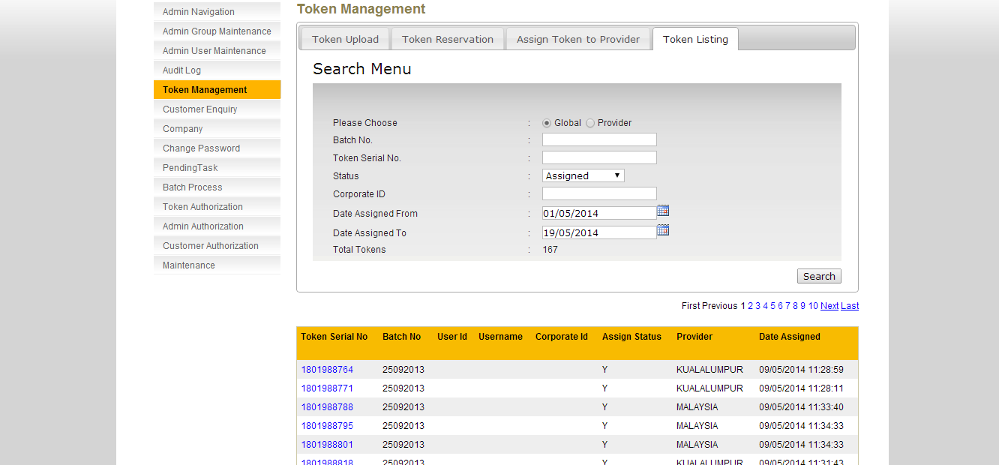 Admin Navigation
Admin Group Maintenance
Admin User Maintenance
Audit Log
Token Management
Customer Enquiry
Company
Change Password
PendingTask
Batch Process
Token Authorization
Admin Authorization
Customer Authorization
Maintenance
Token Management
Token Upload Token Reservation Assign Token to Provider Token Listing
Search Menu
Please Choose : Global Provider
Batch No. :
Token Serial No. :
Status : Assigned
Corporate ID :
Date Assigned From : 01/05/2014
Date Assigned To : 19/05/2014
Total Tokens : 167
Search
First Previous 1 2 3 4 5 6 7 8 9 10 Next Last
Token Serial No Batch No User Id Username Corporate Id Assign Status Provider Date Assigned
1801988764 25092013 Y KUALALUMPUR 09/05/2014 11:28:59
1801988771 25092013 Y KUALALUMPUR 09/05/2014 11:28:11
1801988788 25092013 Y MALAYSIA 09/05/2014 11:33:40
1801988795 25092013 Y MALAYSIA 09/05/2014 11:34:33
1801988801 25092013 Y MALAYSIA 09/05/2014 11:34:33
1801988818 25092013 Y KUALALUMPUR 09/05/2014 11:31:43